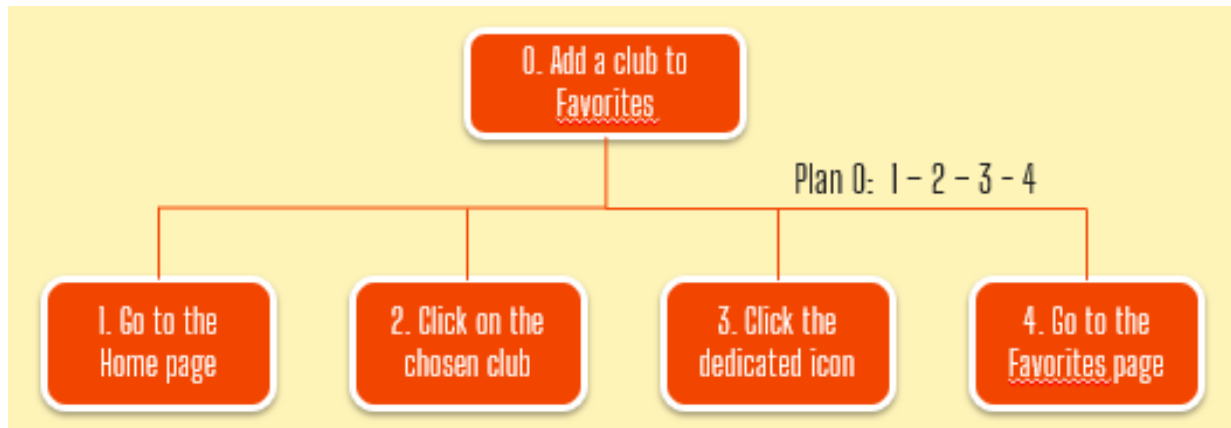 0. Add a club to
Favorites
Plan 0: 1 – 2 – 3 - 4
1. Go to the
Home page
2. Click on the
chosen club
3. Click the
dedicated icon
4. Go to the
Favorites page